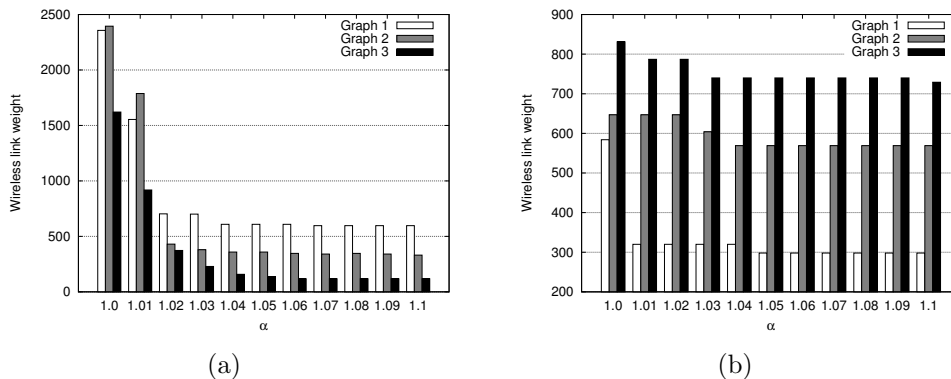 2500
2000
1500
1000
500
0
Wireless link weight
Graph 1
Graph 2
Graph 3
1.0 1.01 1.02 1.03 1.04 1.05 1.06 1.07 1.08 1.09 1.1
α
(a)
900
800
700
600
500
400
300
200
Wireless link weight
Graph 1
Graph 2
Graph 3
1.0 1.01 1.02 1.03 1.04 1.05 1.06 1.07 1.08 1.09 1.1
α
(b)